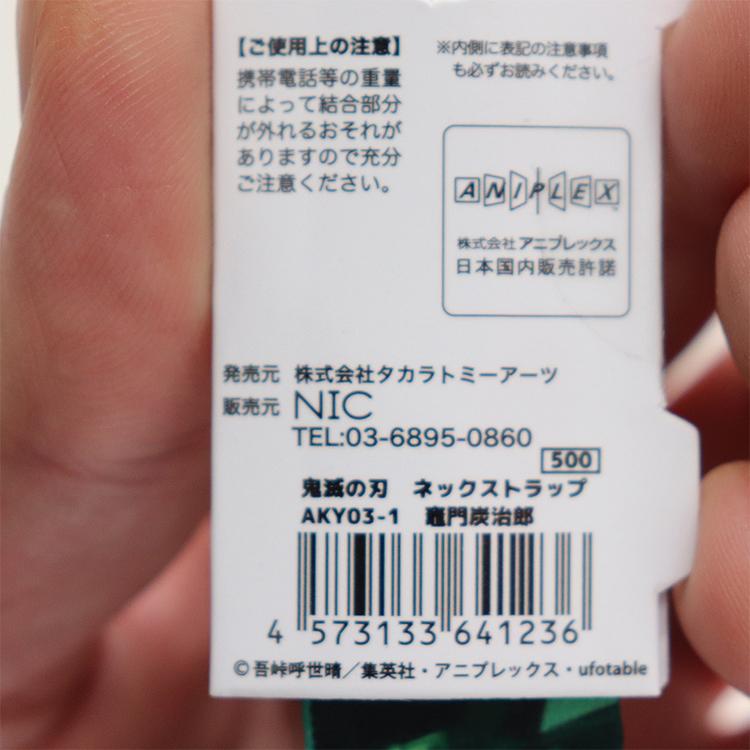 【ご使用上の注意】
携帯電話等の重量
によって結合部分
が外れるおそれが
ありますので充分
ご注意ください。
※内側に表記の注意事項
も必ずお読みください。
ANIPLEX
株式会社 アニプレックス
日本国内販売許諾
発売元 株式会社タカラトミーアーツ
販売元 NIC
TEL:03-6895-0860
500
鬼滅の刃 ネックストラップ
AKY03-1 竈門炭治郎
4 573133 641236
©吾峠呼世晴／集英社・アニプレックス・ufotable